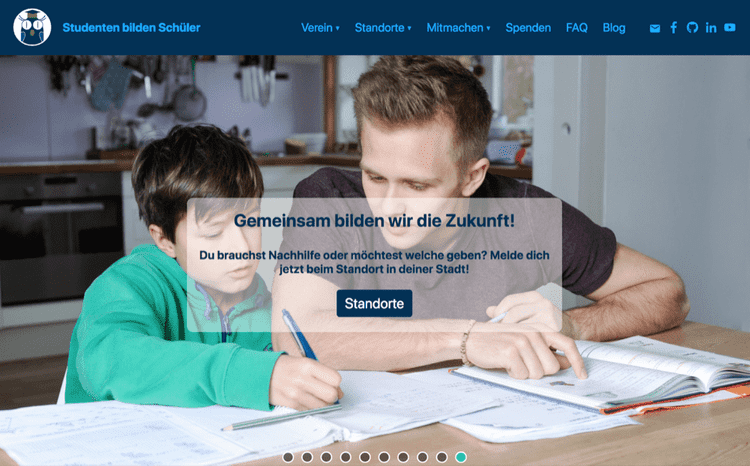 Studenten bilden Schüler
Verein ▾ Standorte ▾ Mitmachen ▾ Spenden FAQ Blog
Gemeinsam bilden wir die Zukunft!
Du brauchst Nachhilfe oder möchtest welche geben? Melde dich
jetzt beim Standort in deiner Stadt!
Standorte